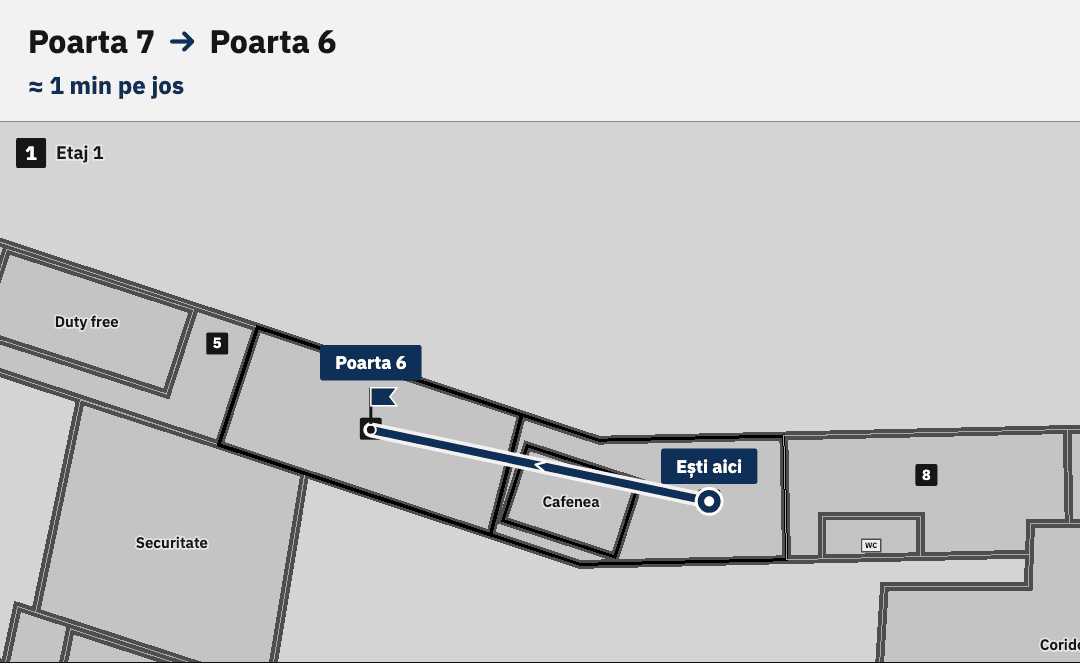 Poarta 7 → Poarta 6
≈ 1 min pe jos
1 Etaj 1
Duty free
5
Poarta 6
Ești aici
8
Cafenea
WC
Securitate